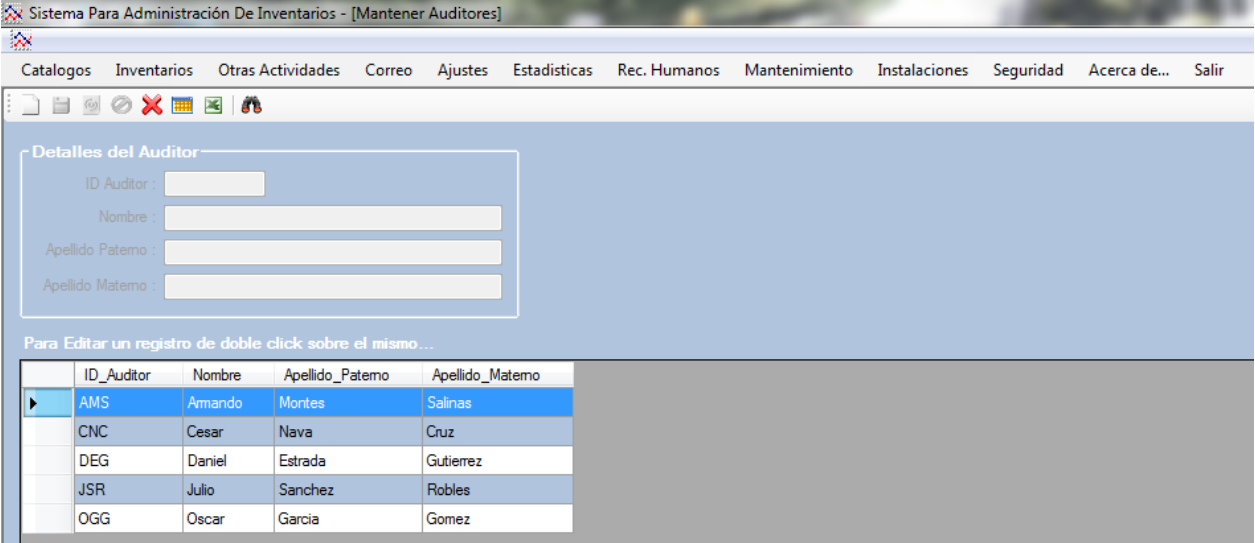 Sistema Para Administración De Inventarios - [Mantener Auditores]
Catalogos Inventarios Otras Actividades Correo Ajustes Estadisticas Rec. Humanos Mantenimiento Instalaciones Seguridad Acerca de... Salir
Detalles del Auditor
ID Auditor :
Nombre :
Apellido Paterno :
Apellido Materno :
Para Editar un registro de doble click sobre el mismo...
ID_Auditor Nombre Apellido_Paterno Apellido_Materno
AMS Armando Montes Salinas
CNC Cesar Nava Cruz
DEG Daniel Estrada Gutierrez
JSR Julio Sanchez Robles
OGG Oscar Garcia Gomez